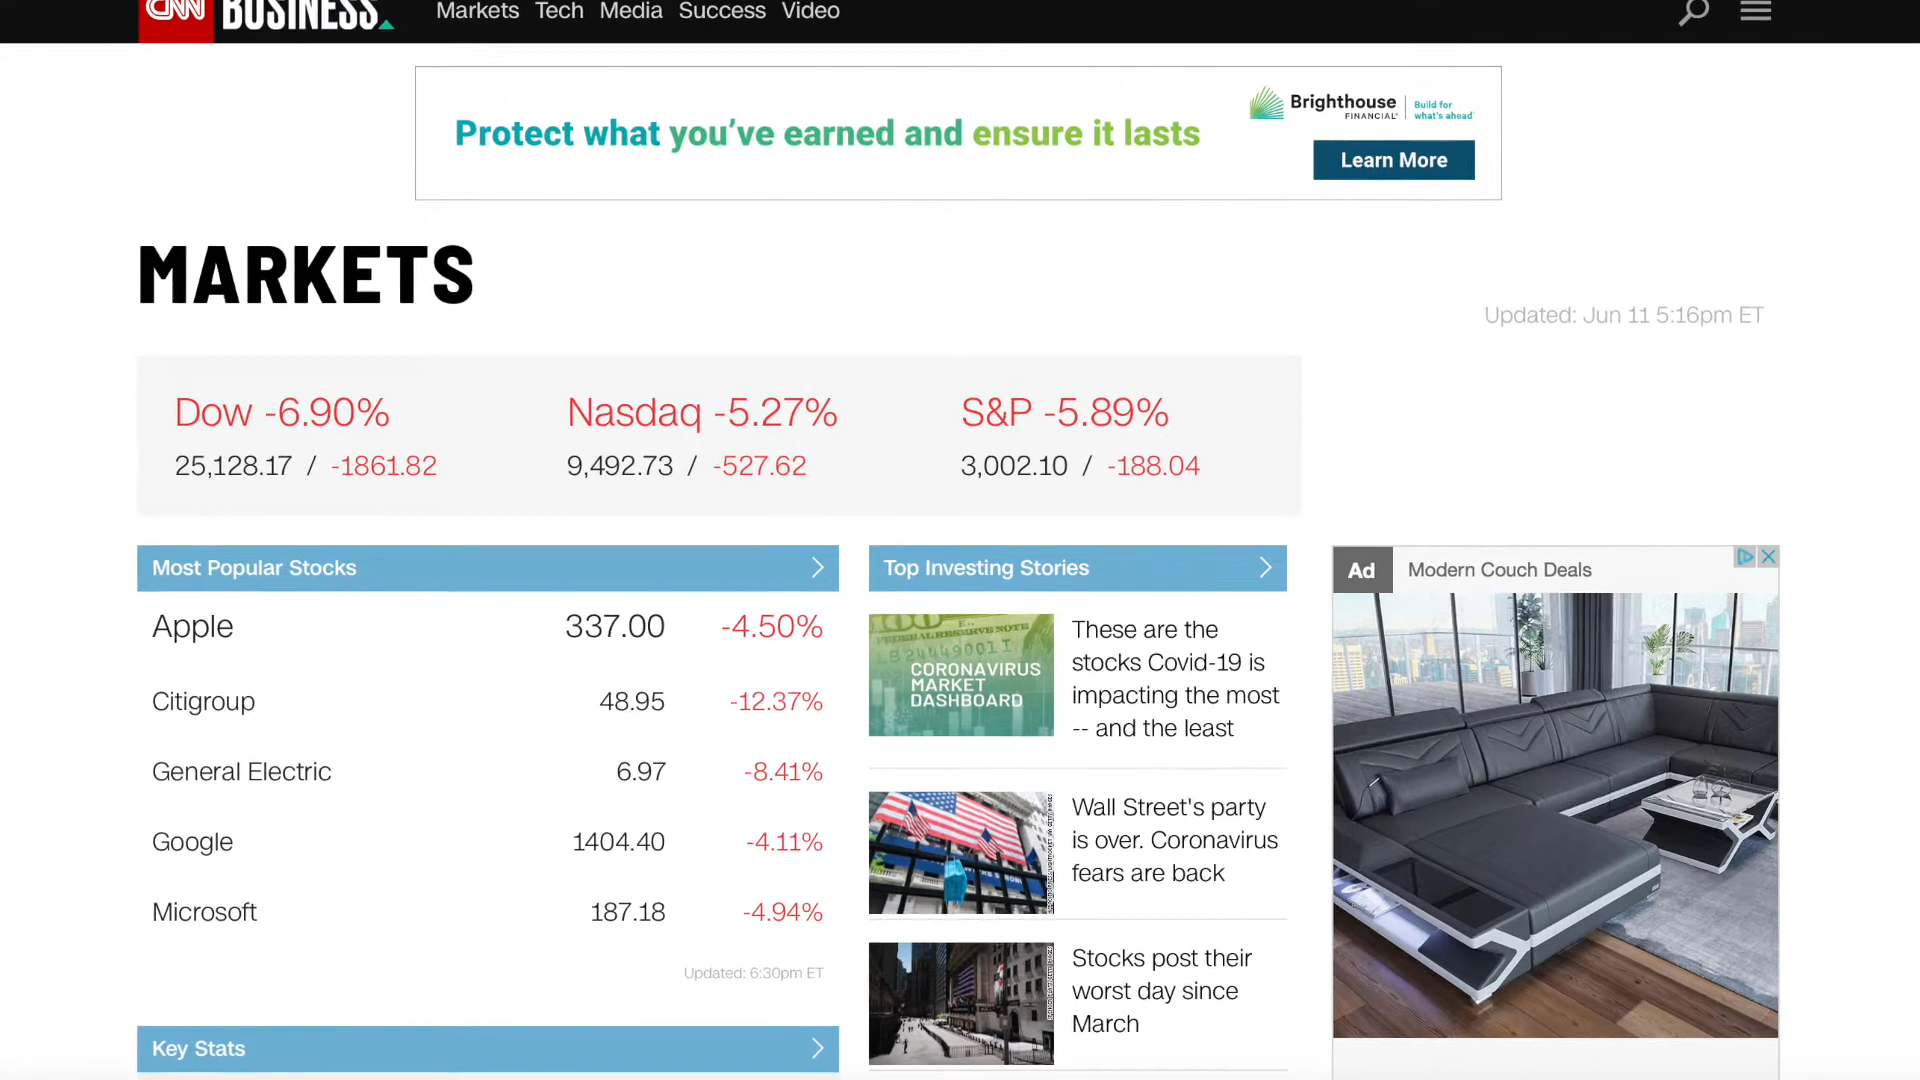 CNN BUSINESS Markets Tech Media Success Video
Protect what you've earned and ensure it lasts
Brighthouse
FINANCIAL
Build for
what's ahead
Learn More
MARKETS
Updated: Jun 11 5:16pm ET
Dow -6.90%
25,128.17 / -1861.82
Nasdaq -5.27%
9,492.73 / -527.62
S&P -5.89%
3,002.10 / -188.04
Most Popular Stocks
Apple 337.00 -4.50%
Citigroup 48.95 -12.37%
General Electric 6.97 -8.41%
Google 1404.40 -4.11%
Microsoft 187.18 -4.94%
Updated: 6:30pm ET
Key Stats
Top Investing Stories
FEDERAL RESERVE NOTE
CORONAVIRUS
MARKET
DASHBOARD
These are the
stocks Covid-19 is
impacting the most
-- and the least
Wall Street's party
is over. Coronavirus
fears are back
Stocks post their
worst day since
March
Ad Modern Couch Deals